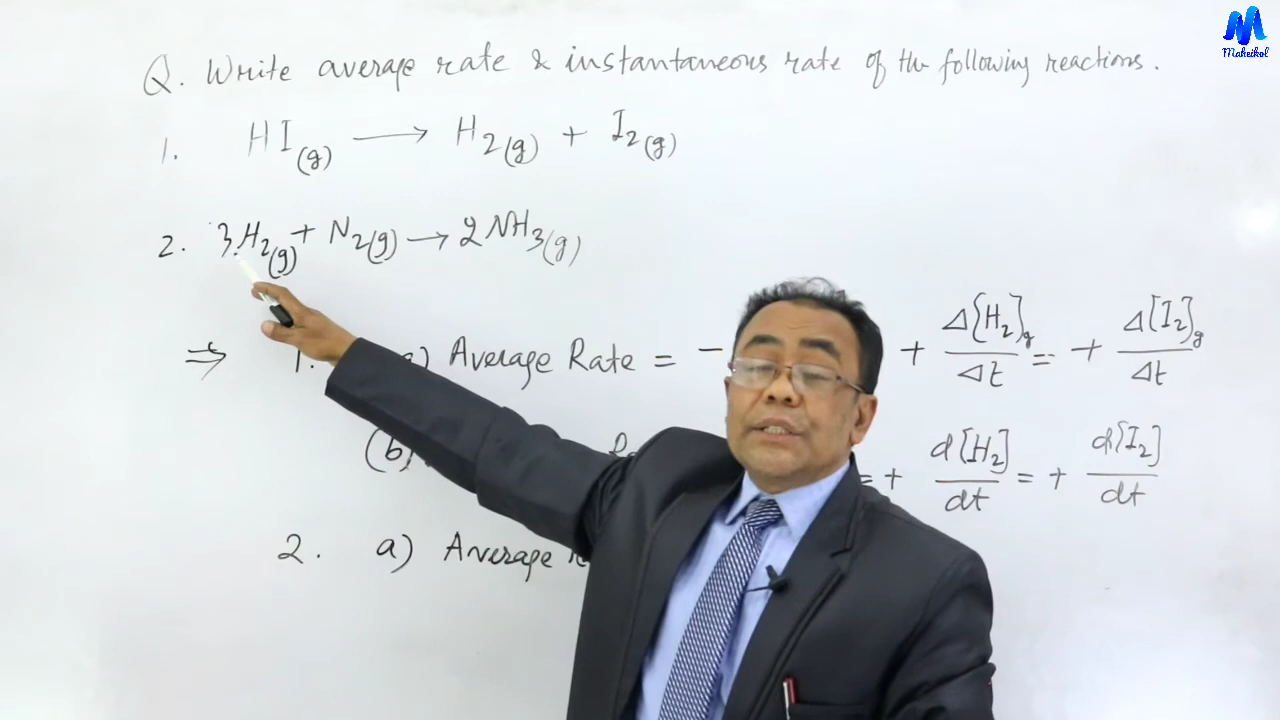 Maheikol
Q. Write average rate & instantaneous rate of the following reactions.
1. HI(g) ⟶ H2(g) + I2(g)
2. 3H2(g) + N2(g) → 2NH3(g)
⇒ 1. a) Average Rate = - + Δ[H2]g/Δt = + Δ[I2]g/Δt
(b) = + d[H2]/dt = + d[I2]/dt
2. a) Average